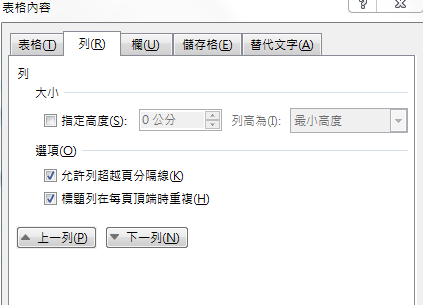 表格內容
表格(T) 列(R) 欄(U) 儲存格(E) 替代文字(A)
列
大小
指定高度(S): 0 公分 列高為(I): 最小高度
選項(O)
允許列超越頁分隔線(K)
標題列在每頁頂端時重複(H)
上一列(P) 下一列(N)